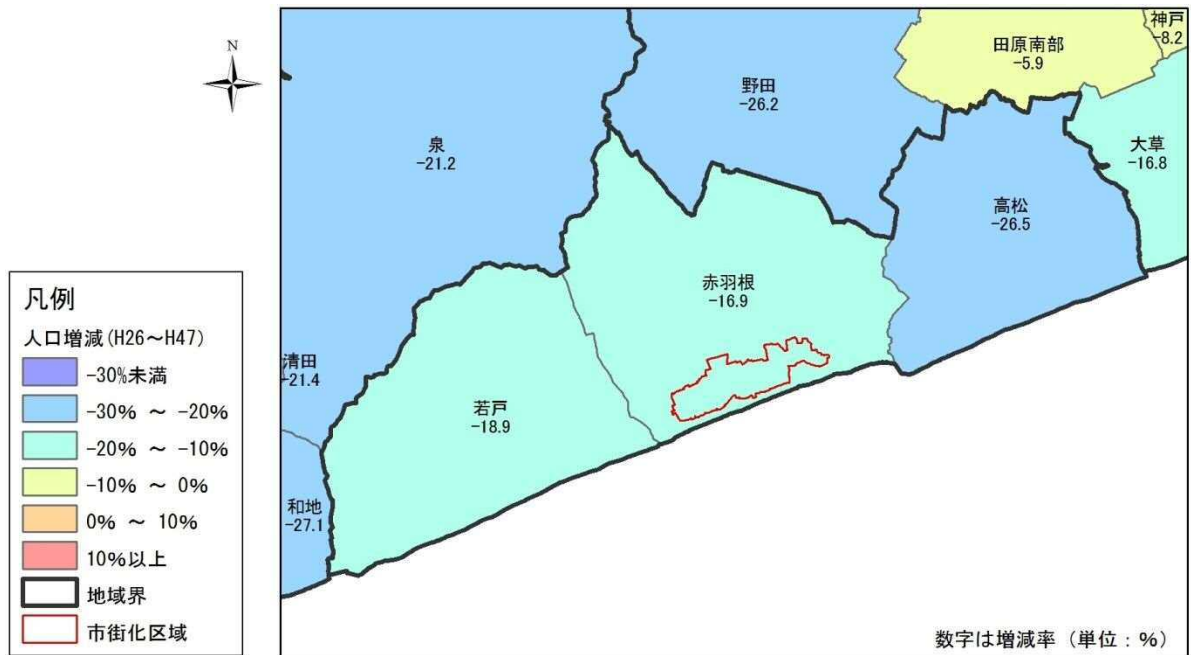 N
神戸
-8.2
田原南部
-5.9
野田
-26.2
泉
-21.2
大草
-16.8
高松
-26.5
赤羽根
-16.9
清田
-21.4
若戸
-18.9
和地
-27.1
凡例
人口増減(H26～H47)
-30%未満
-30% ～ -20%
-20% ～ -10%
-10% ～ 0%
0% ～ 10%
10%以上
地域界
市街化区域
数字は増減率（単位：%）